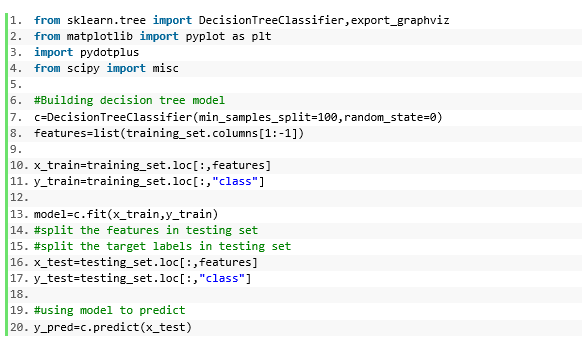 1. from sklearn.tree import DecisionTreeClassifier,export_graphviz
2. from matplotlib import pyplot as plt
3. import pydotplus
4. from scipy import misc
5.
6. #Building decision tree model
7. c=DecisionTreeClassifier(min_samples_split=100,random_state=0)
8. features=list(training_set.columns[1:-1])
9.
10. x_train=training_set.loc[:,features]
11. y_train=training_set.loc[:,"class"]
12.
13. model=c.fit(x_train,y_train)
14. #split the features in testing set
15. #split the target labels in testing set
16. x_test=testing_set.loc[:,features]
17. y_test=testing_set.loc[:,"class"]
18.
19. #using model to predict
20. y_pred=c.predict(x_test)